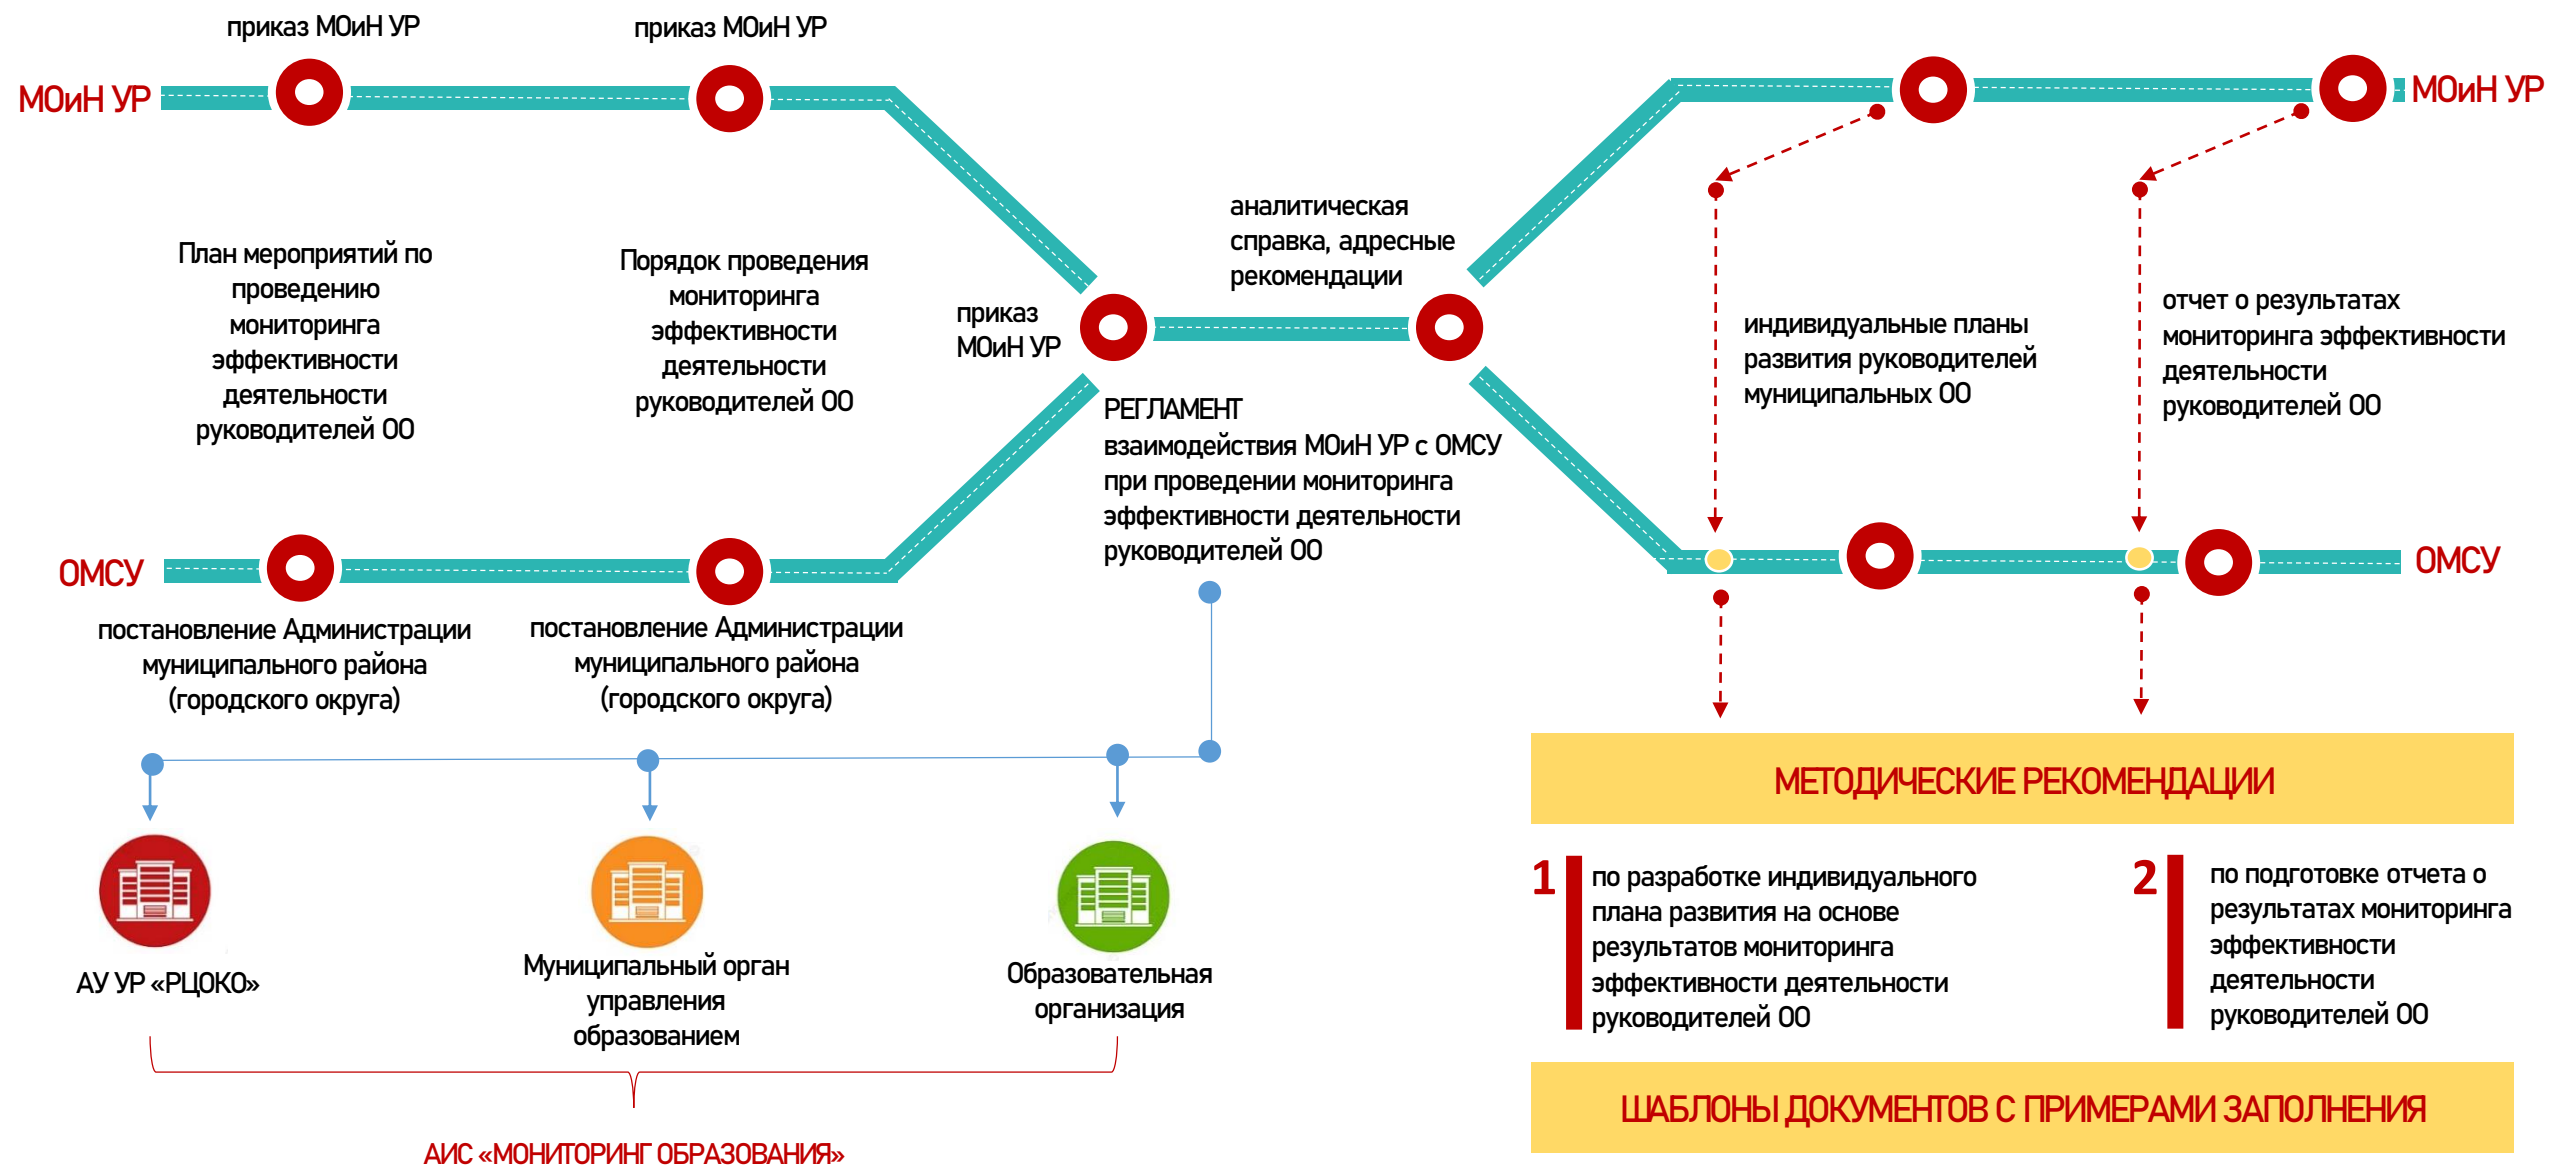 приказ МОиН УР
приказ МОиН УР
МОиН УР
МОиН УР
План мероприятий по
проведению
мониторинга
эффективности
деятельности
руководителей ОО
Порядок проведения
мониторинга
эффективности
деятельности
руководителей ОО
приказ
МОиН УР
аналитическая
справка, адресные
рекомендации
индивидуальные планы
развития руководителей
муниципальных ОО
отчет о результатах
мониторинга эффективности
деятельности
руководителей ОО
РЕГЛАМЕНТ
взаимодействия МОиН УР с ОМСУ
при проведении мониторинга
эффективности деятельности
руководителей ОО
ОМСУ
ОМСУ
постановление Администрации
муниципального района
(городского округа)
постановление Администрации
муниципального района
(городского округа)
АУ УР «РЦОКО»
Муниципальный орган
управления
образованием
Образовательная
организация
АИС «МОНИТОРИНГ ОБРАЗОВАНИЯ»
МЕТОДИЧЕСКИЕ РЕКОМЕНДАЦИИ
1
по разработке индивидуального
плана развития на основе
результатов мониторинга
эффективности деятельности
руководителей ОО
2
по подготовке отчета о
результатах мониторинга
эффективности
деятельности
руководителей ОО
ШАБЛОНЫ ДОКУМЕНТОВ С ПРИМЕРАМИ ЗАПОЛНЕНИЯ